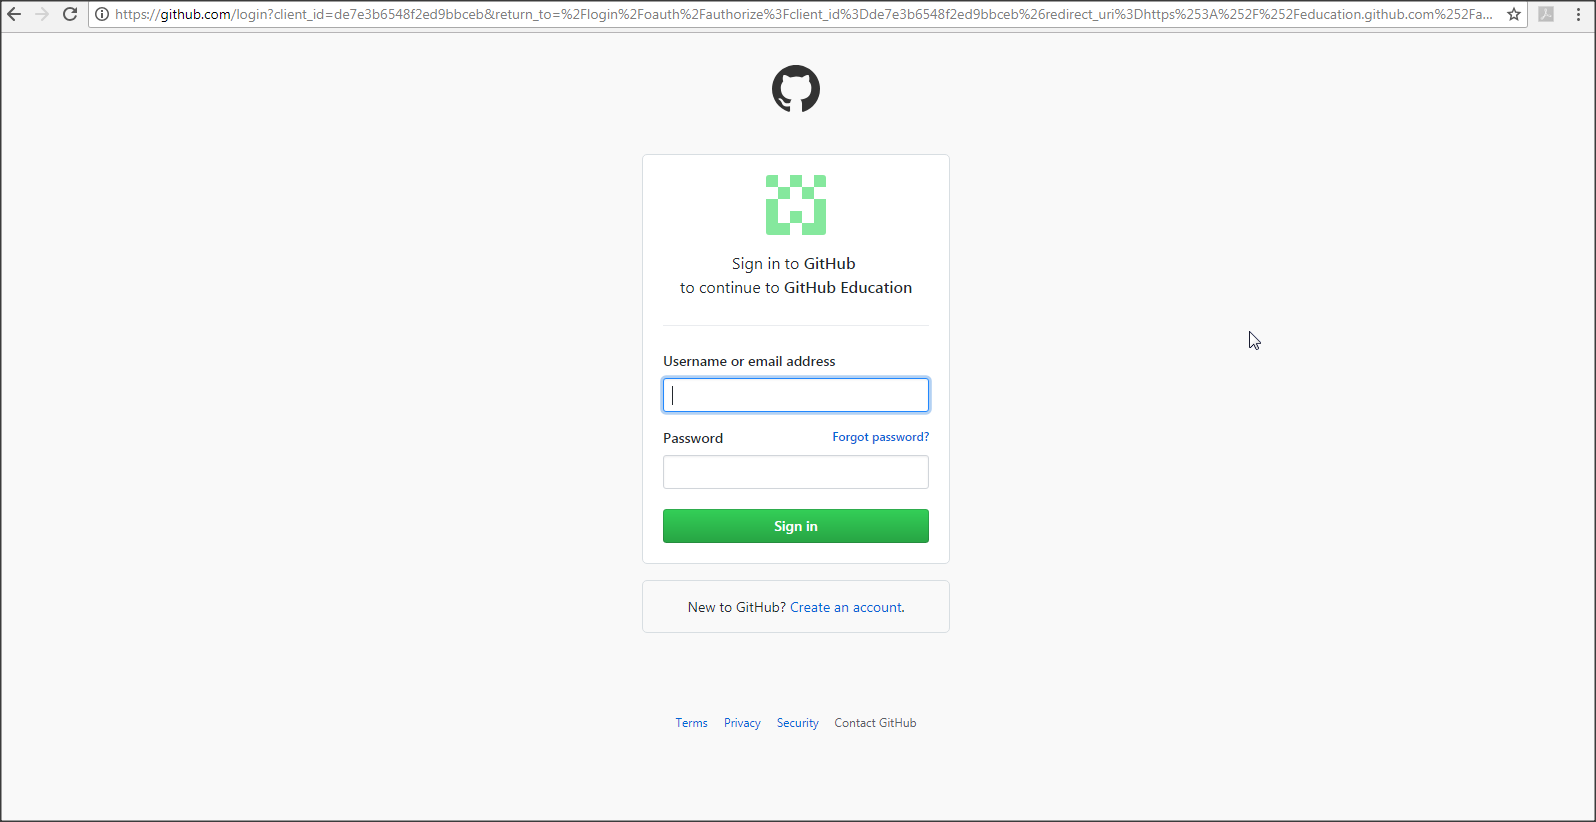 https://github.com/login?client_id=de7e3b6548f2ed9bbceb&return_to=%2Flogin%2Foauth%2Fauthorize%3Fclient_id%3Dde7e3b6548f2ed9bbceb%26redirect_uri%3Dhttps%253A%252F%252Feducation.github.com%252Fa...
Sign in to GitHub
to continue to GitHub Education
Username or email address
Password Forgot password?
Sign in
New to GitHub? Create an account.
Terms Privacy Security Contact GitHub